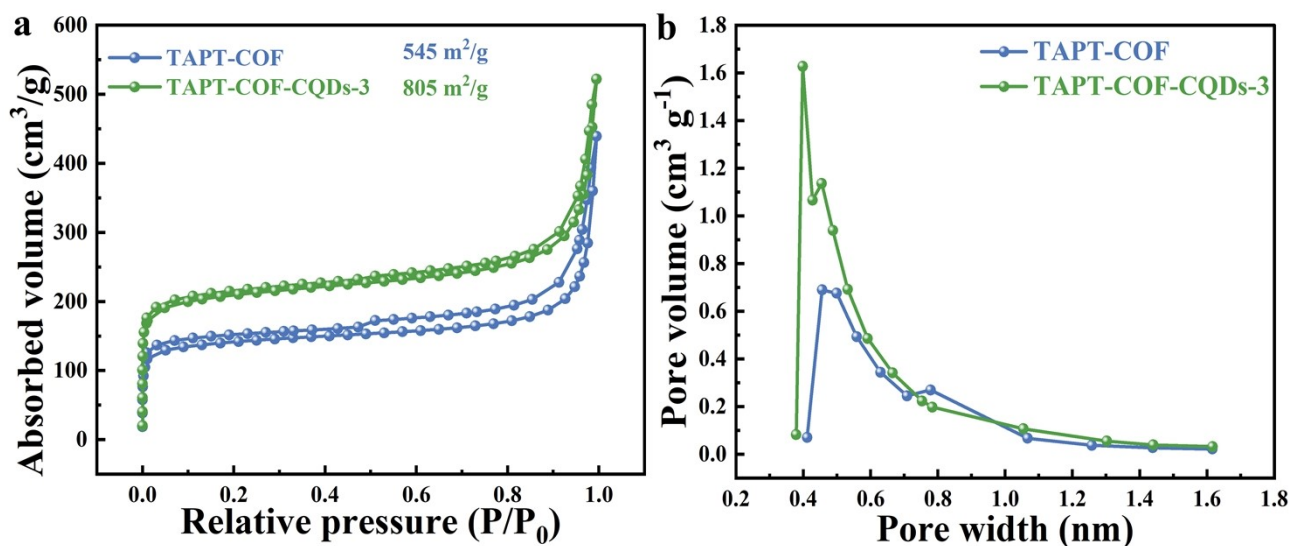 a
600
500
400
300
200
100
0
Absorbed volume (cm³/g)
TAPT-COF 545 m²/g
TAPT-COF-CQDs-3 805 m²/g
0.0 0.2 0.4 0.6 0.8 1.0
Relative pressure (P/P₀)
b
1.8
1.6
1.4
1.2
1.0
0.8
0.6
0.4
0.2
0.0
Pore volume (cm³ g⁻¹)
TAPT-COF
TAPT-COF-CQDs-3
0.2 0.4 0.6 0.8 1.0 1.2 1.4 1.6 1.8
Pore width (nm)